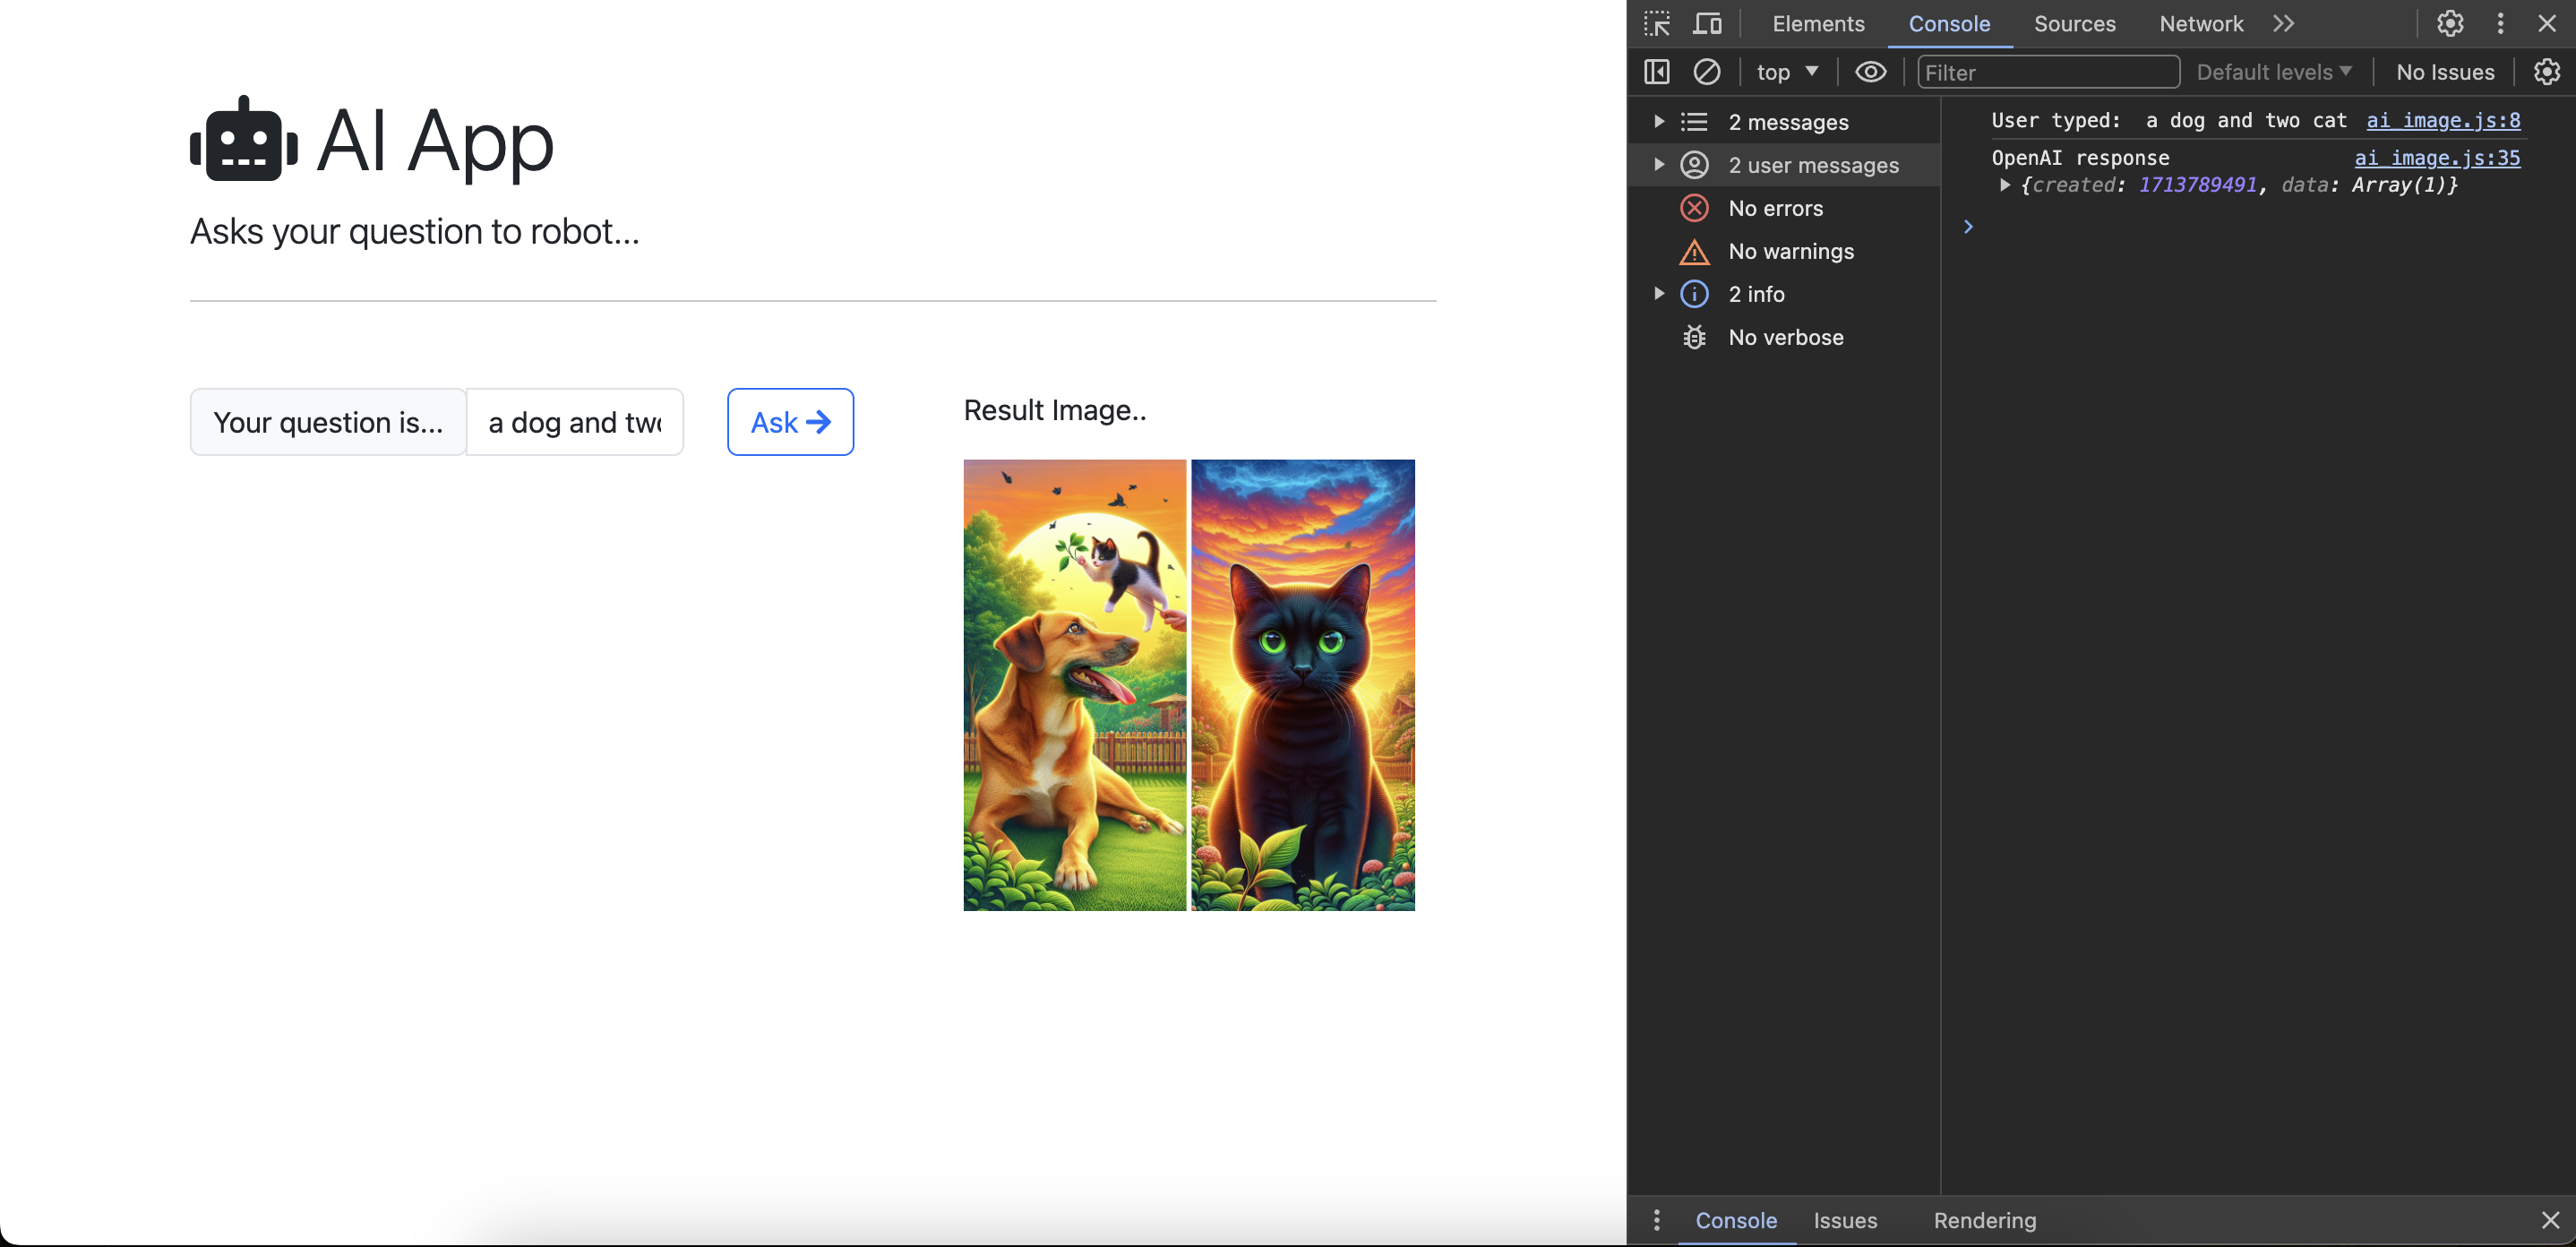 AI App
Asks your question to robot...
Your question is...
a dog and two
Ask
Result Image..
Elements Console Sources Network
top Filter Default levels No Issues
2 messages
2 user messages
No errors
No warnings
2 info
No verbose
User typed: a dog and two cat ai_image.js:8
OpenAI response ai_image.js:35
{created: 1713789491, data: Array(1)}
Console Issues Rendering